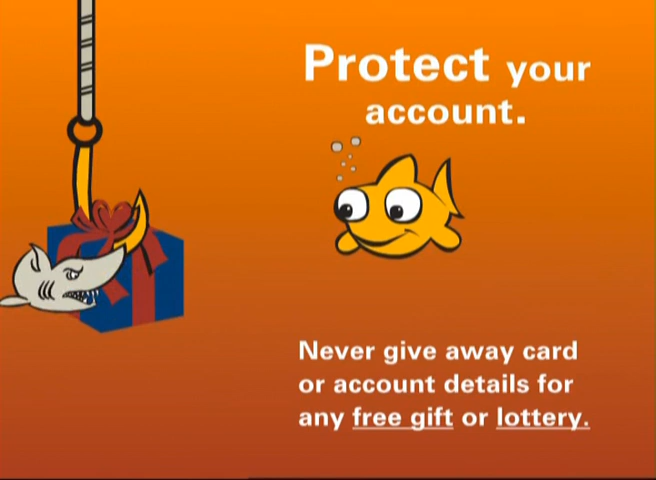 Protect your
account.
Never give away card
or account details for
any free gift or lottery.